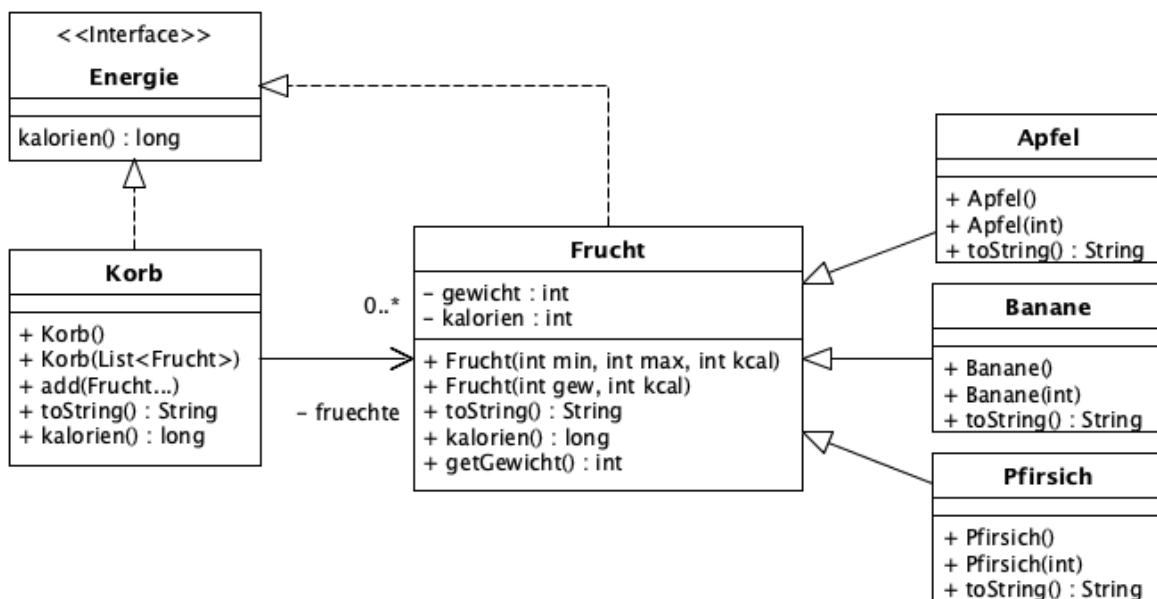 <<Interface>>
Energie
kalorien() : long
Korb
+ Korb()
+ Korb(List<Frucht>)
+ add(Frucht...)
+ toString() : String
+ kalorien() : long
0..*
– fruechte
Frucht
– gewicht : int
– kalorien : int
+ Frucht(int min, int max, int kcal)
+ Frucht(int gew, int kcal)
+ toString() : String
+ kalorien() : long
+ getGewicht() : int
Apfel
+ Apfel()
+ Apfel(int)
+ toString() : String
Banane
+ Banane()
+ Banane(int)
+ toString() : String
Pfirsich
+ Pfirsich()
+ Pfirsich(int)
+ toString() : String